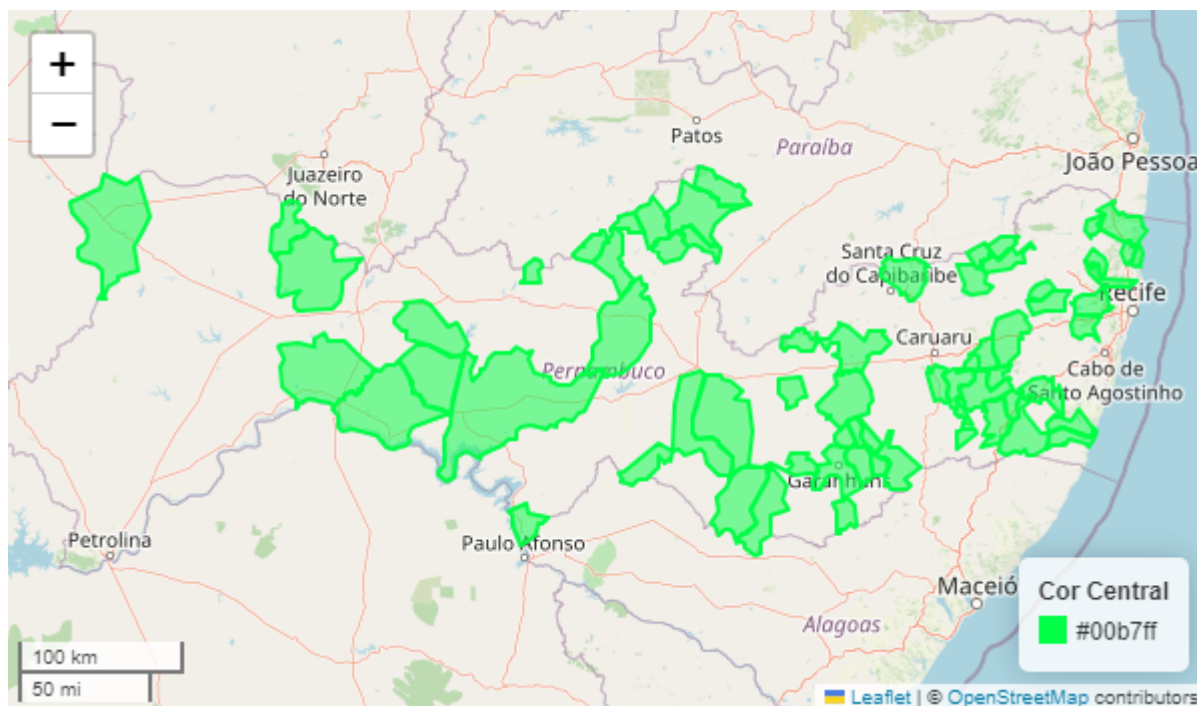 +
−
Patos
Paraíba
João Pessoa
Juazeiro
do Norte
Santa Cruz
do Capibaribe
Recife
Caruaru
Pernambuco
Cabo de
Santo Agostinho
Garanhuns
Petrolina
Paulo Afonso
Maceió
Alagoas
Cor Central
#00b7ff
100 km
50 mi
Leaflet | © OpenStreetMap contributors